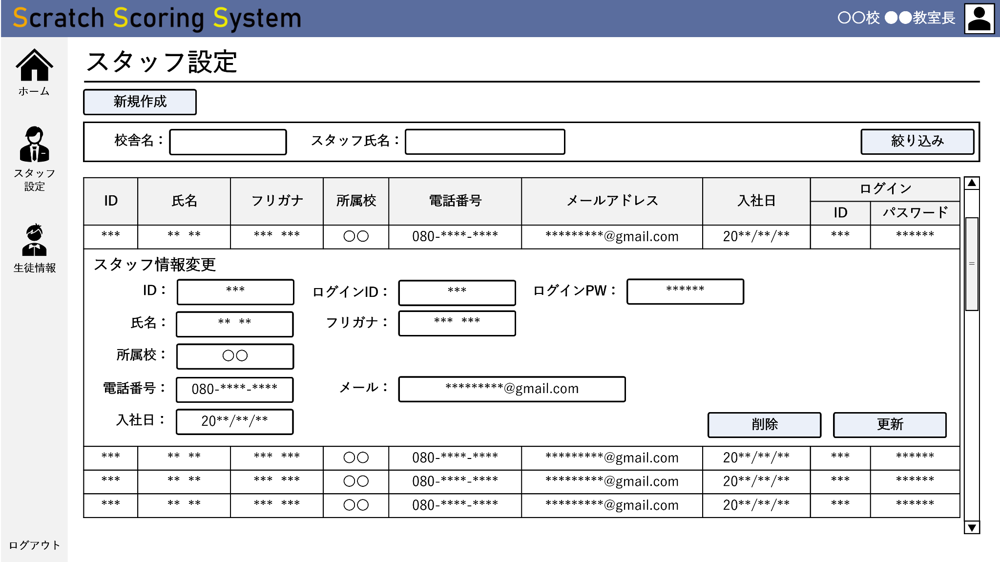 Scratch Scoring System
〇〇校 ●●教室長
ホーム
スタッフ
設定
生徒情報
ログアウト
スタッフ設定
新規作成
校舎名： スタッフ氏名： 絞り込み
ID 氏名 フリガナ 所属校 電話番号 メールアドレス 入社日 ログイン
ID パスワード
*** ** ** *** *** 〇〇 080-****-**** *********@gmail.com 20**/**/** *** ******
スタッフ情報変更
ID： *** ログインID： *** ログインPW： ******
氏名： ** ** フリガナ： *** ***
所属校： 〇〇
電話番号： 080-****-**** メール： *********@gmail.com
入社日： 20**/**/**
削除 更新
*** ** ** *** *** 〇〇 080-****-**** *********@gmail.com 20**/**/** *** ******
*** ** ** *** *** 〇〇 080-****-**** *********@gmail.com 20**/**/** *** ******
*** ** ** *** *** 〇〇 080-****-**** *********@gmail.com 20**/**/** *** ******